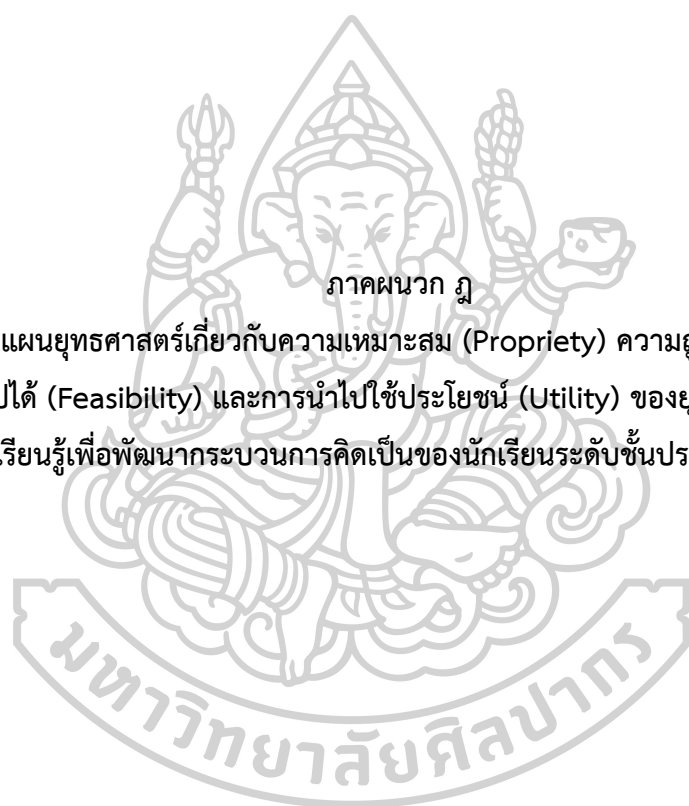 ภาคผนวก ฎ
แผนยุทธศาสตร์เกี่ยวกับความเหมาะสม (Propriety)
ปได้ (Feasibility) และการนำไปใช้ประโยชน์ (Utility) ของ
เรียนรู้เพื่อพัฒนากระบวนการคิดเป็นของนักเรียนระดับชั้น
มหาวิทยาลัยศิลปากร